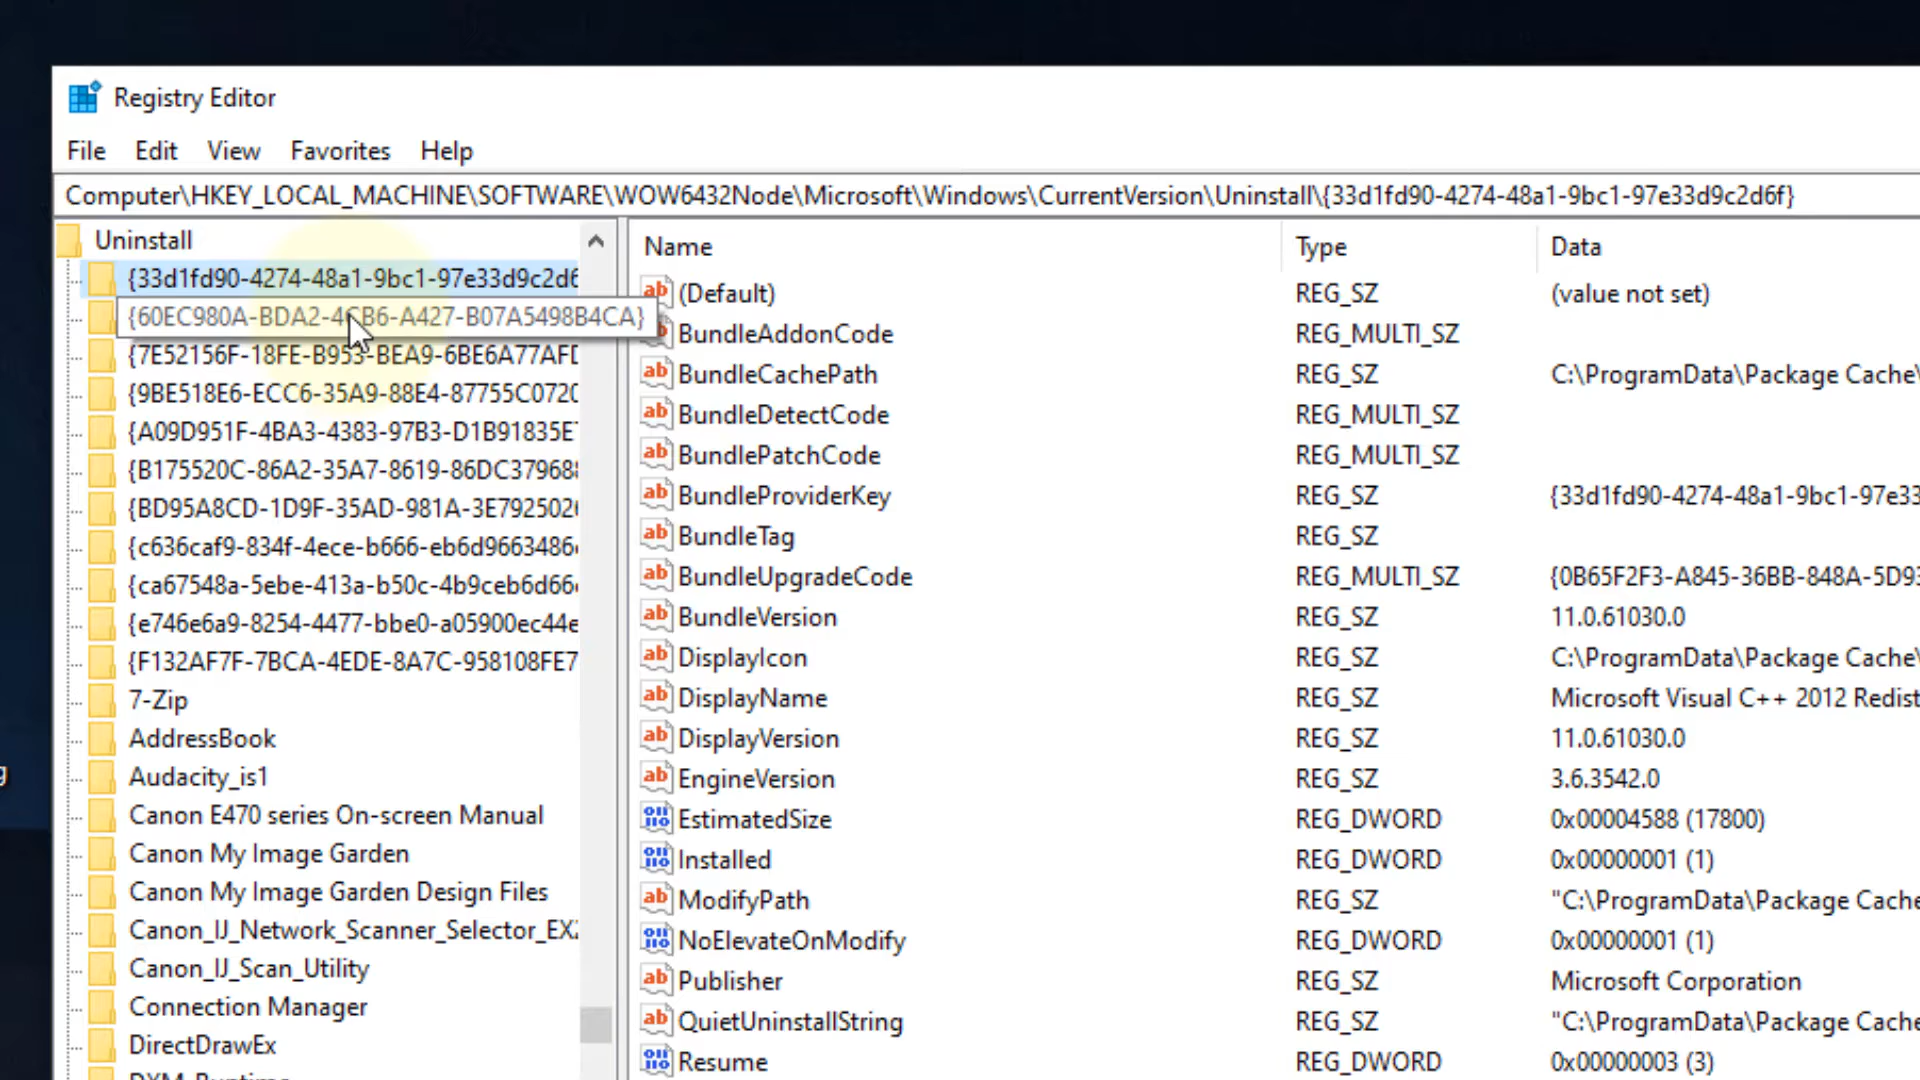 Registry Editor
File Edit View Favorites Help
Computer\HKEY_LOCAL_MACHINE\SOFTWARE\WOW6432Node\Microsoft\Windows\CurrentVersion\Uninstall\{33d1fd90-4274-48a1-9bc1-97e33d9c2d6f}
Uninstall
{33d1fd90-4274-48a1-9bc1-97e33d9c2d6
{60EC980A-BDA2-4CB6-A427-B07A5498B4CA}
{7E52156F-18FE-B953-BEA9-6BE6A77AFD
{9BE518E6-ECC6-35A9-88E4-87755C0720
{A09D951F-4BA3-4383-97B3-D1B91835E
{B175520C-86A2-35A7-8619-86DC37968
{BD95A8CD-1D9F-35AD-981A-3E792502
{c636caf9-834f-4ece-b666-eb6d9663486
{ca67548a-5ebe-413a-b50c-4b9ceb6d66
{e746e6a9-8254-4477-bbe0-a05900ec44e
{F132AF7F-7BCA-4EDE-8A7C-958108FE7
7-Zip
AddressBook
Audacity_is1
Canon E470 series On-screen Manual
Canon My Image Garden
Canon My Image Garden Design Files
Canon_IJ_Network_Scanner_Selector_EX
Canon_IJ_Scan_Utility
Connection Manager
DirectDrawEx
Name Type Data
(Default) REG_SZ (value not set)
BundleAddonCode REG_MULTI_SZ
BundleCachePath REG_SZ C:\ProgramData\Package Cache\
BundleDetectCode REG_MULTI_SZ
BundlePatchCode REG_MULTI_SZ
BundleProviderKey REG_SZ {33d1fd90-4274-48a1-9bc1-97e33
BundleTag REG_SZ
BundleUpgradeCode REG_MULTI_SZ {0B65F2F3-A845-36BB-848A-5D93
BundleVersion REG_SZ 11.0.61030.0
DisplayIcon REG_SZ C:\ProgramData\Package Cache\
DisplayName REG_SZ Microsoft Visual C++ 2012 Redist
DisplayVersion REG_SZ 11.0.61030.0
EngineVersion REG_SZ 3.6.3542.0
EstimatedSize REG_DWORD 0x00004588 (17800)
Installed REG_DWORD 0x00000001 (1)
ModifyPath REG_SZ "C:\ProgramData\Package Cache
NoElevateOnModify REG_DWORD 0x00000001 (1)
Publisher REG_SZ Microsoft Corporation
QuietUninstallString REG_SZ "C:\ProgramData\Package Cache
Resume REG_DWORD 0x00000003 (3)